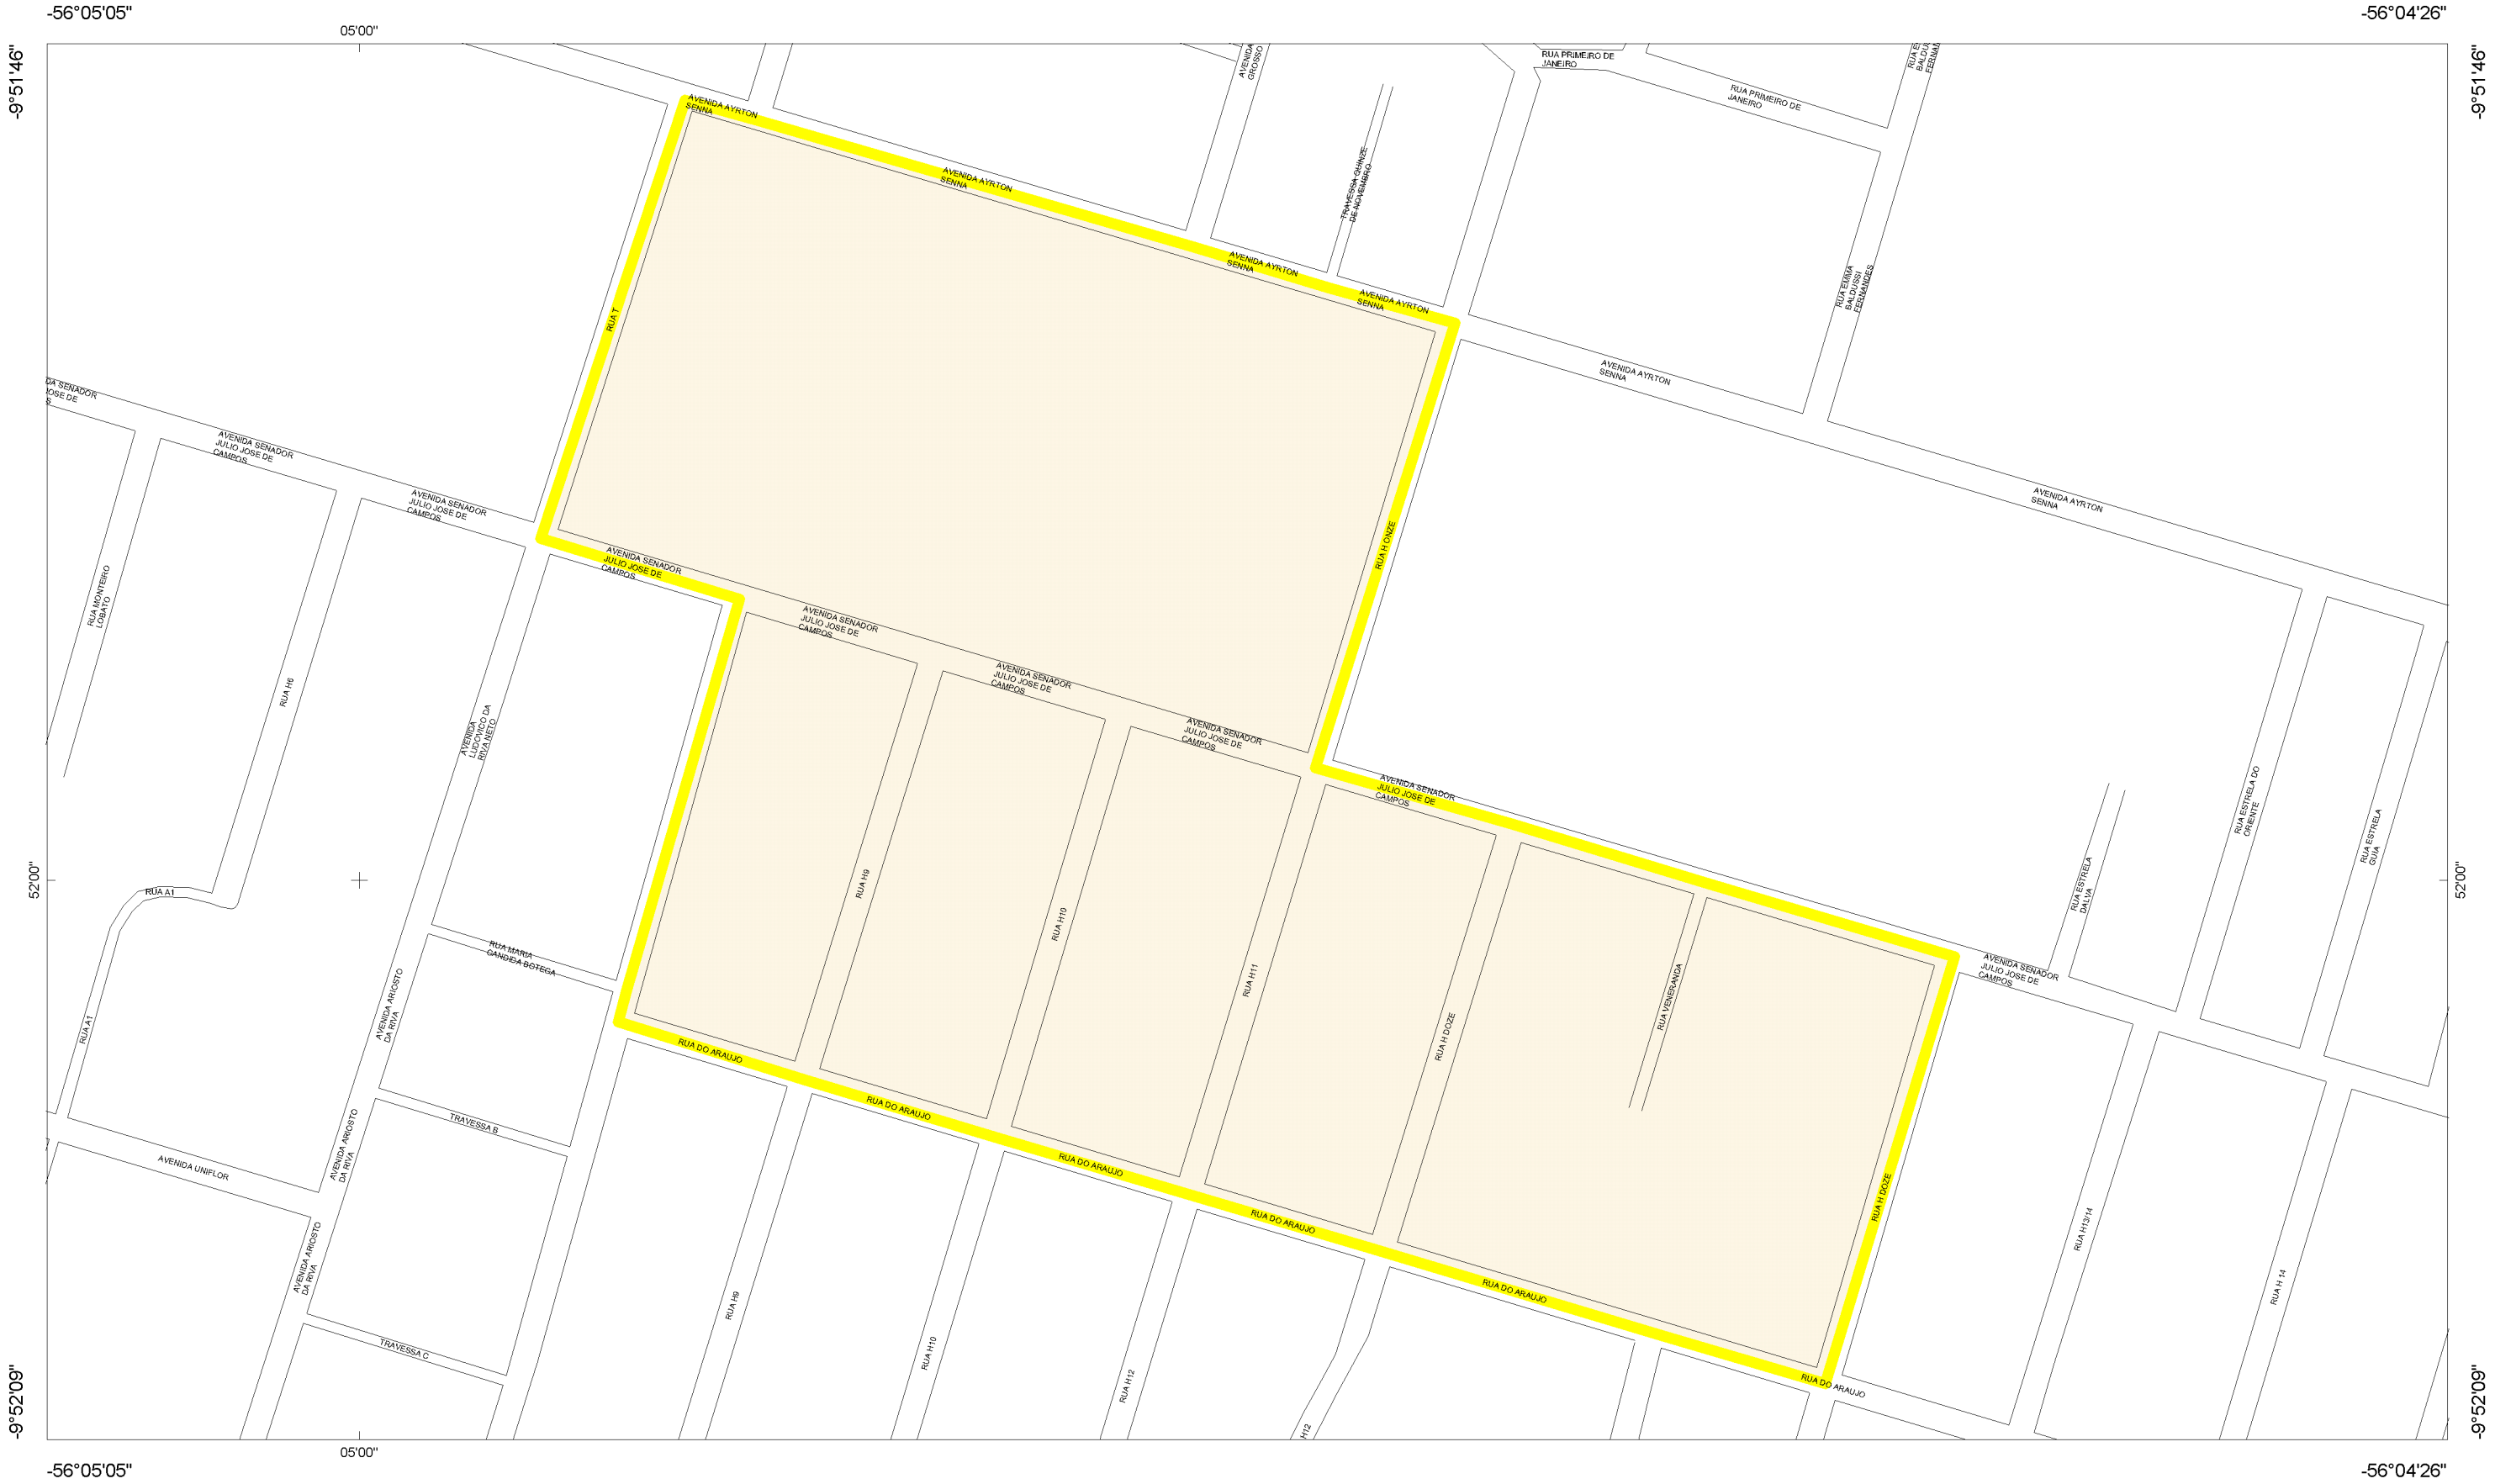 -56°05'05"
-56°04'26"
05'00"
-9°51'46"
-9°51'46"
RUA PRIMEIRO DE
JANEIRO
AVENIDA
GROSSO
RUA PRIMEIRO DE
JANEIRO
AVENIDA AYRTON
SENNA
TRAVESSA QUINZE
DE NOVEMBRO
AVENIDA AYRTON
SENNA
AVENIDA AYRTON
SENNA
RUA EMMA
BALDUSSI
FERNANDES
AVENIDA AYRTON
SENNA
RUA T
AVENIDA AYRTON
SENNA
DA SENADOR
JOSE DE
S
AVENIDA SENADOR
JULIO JOSE DE
CAMPOS
AVENIDA SENADOR
JULIO JOSE DE
CAMPOS
AVENIDA AYRTON
SENNA
RUA H ONZE
AVENIDA SENADOR
JULIO JOSE DE
CAMPOS
RUA MONTEIRO
LOBATO
AVENIDA SENADOR
JULIO JOSE DE
CAMPOS
RUA H6
AVENIDA SENADOR
JULIO JOSE DE
CAMPOS
AVENIDA
LUDOVICO DA
RIVA NETO
AVENIDA SENADOR
JULIO JOSE DE
CAMPOS
AVENIDA SENADOR
JULIO JOSE DE
CAMPOS
RUA ESTRELA DO
ORIENTE
RUA ESTRELA
GUIA
52'00"
RUA A1
RUA H9
RUA ESTRELA
DALVA
52'00"
RUA H10
RUA MARIA
CANDIDA BOTEGA
AVENIDA SENADOR
JULIO JOSE DE
CAMPOS
RUA H11
RUA VENERANDA
AVENIDA ARIOSTO
DA RIVA
RUA A1
RUA DO ARAUJO
RUA H DOZE
RUA DO ARAUJO
TRAVESSA B
AVENIDA ARIOSTO
DA RIVA
AVENIDA UNIFLOR
RUA DO ARAUJO
RUA H DOZE
RUA DO ARAUJO
RUA H13/14
AVENIDA ARIOSTO
DA RIVA
RUA DO ARAUJO
RUA H 14
RUA H9
TRAVESSA C
RUA H10
RUA H12
RUA DO ARAUJO
H12
-9°52'09"
-9°52'09"
05'00"
-56°05'05"
-56°04'26"